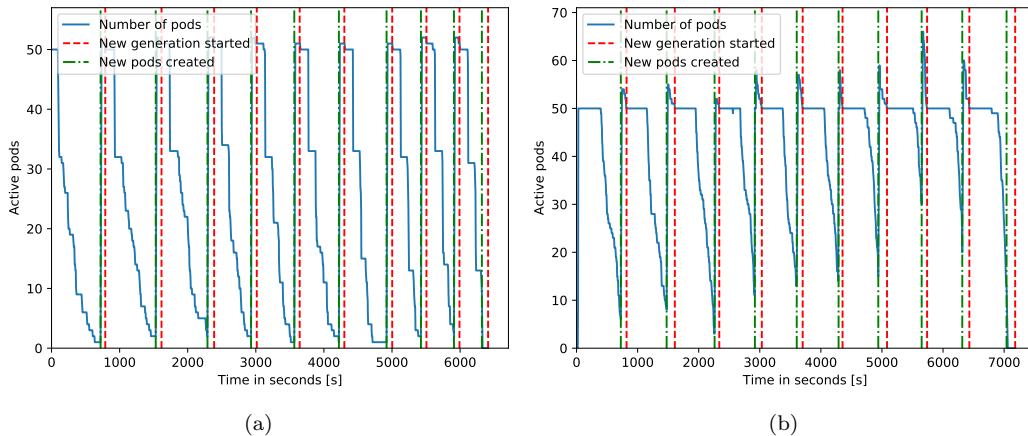 Number of pods
New generation started
New pods created
Active pods
0
10
20
30
40
50
0
1000
2000
3000
4000
5000
6000
Time in seconds [s]
(a)
Number of pods
New generation started
New pods created
Active pods
0
10
20
30
40
50
60
70
0
1000
2000
3000
4000
5000
6000
7000
Time in seconds [s]
(b)